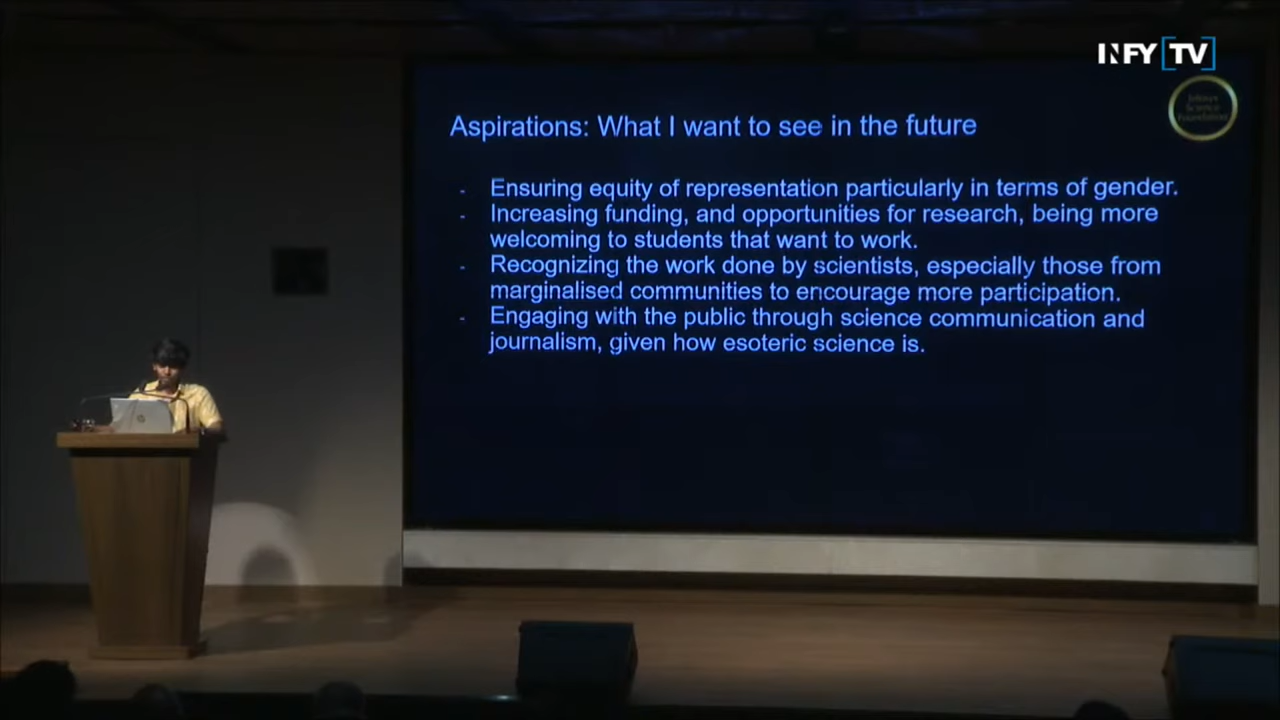 INFY[TV]
Infosys
Science
Foundation
Aspirations: What I want to see in the future
- Ensuring equity of representation particularly in terms of gender.
- Increasing funding, and opportunities for research, being more
welcoming to students that want to work.
- Recognizing the work done by scientists, especially those from
marginalised communities to encourage more participation.
- Engaging with the public through science communication and
journalism, given how esoteric science is.